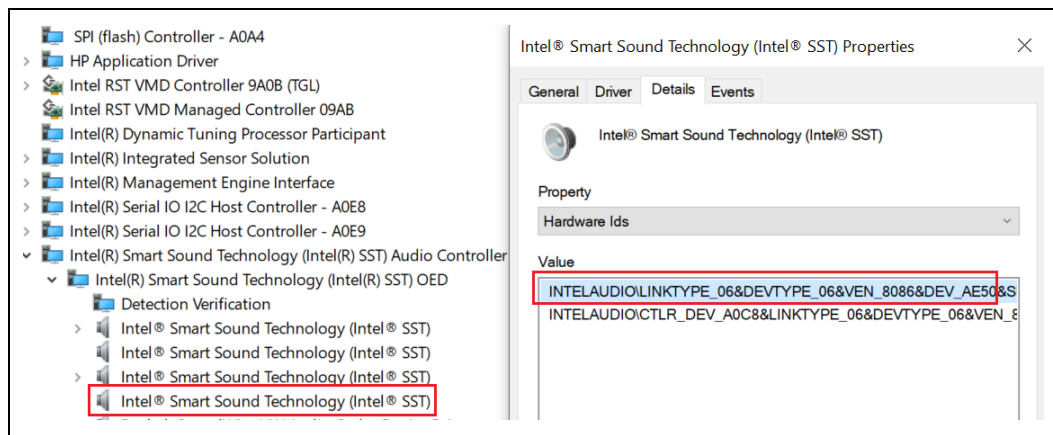 SPI (flash) Controller - A0A4
HP Application Driver
Intel RST VMD Controller 9A0B (TGL)
Intel RST VMD Managed Controller 09AB
Intel(R) Dynamic Tuning Processor Participant
Intel(R) Integrated Sensor Solution
Intel(R) Management Engine Interface
Intel(R) Serial IO I2C Host Controller - A0E8
Intel(R) Serial IO I2C Host Controller - A0E9
Intel(R) Smart Sound Technology (Intel(R) SST) Audio Controller
Intel(R) Smart Sound Technology (Intel(R) SST) OED
Detection Verification
Intel® Smart Sound Technology (Intel® SST)
Intel® Smart Sound Technology (Intel® SST)
Intel® Smart Sound Technology (Intel® SST)
Intel® Smart Sound Technology (Intel® SST)
Intel® Smart Sound Technology (Intel® SST) Properties
General Driver Details Events
Intel® Smart Sound Technology (Intel® SST)
Property
Hardware Ids
Value
INTELAUDIO\LINKTYPE_06&DEVTYPE_06&VEN_8086&DEV_AE50&S
INTELAUDIO\CTLR_DEV_A0C8&LINKTYPE_06&DEVTYPE_06&VEN_8